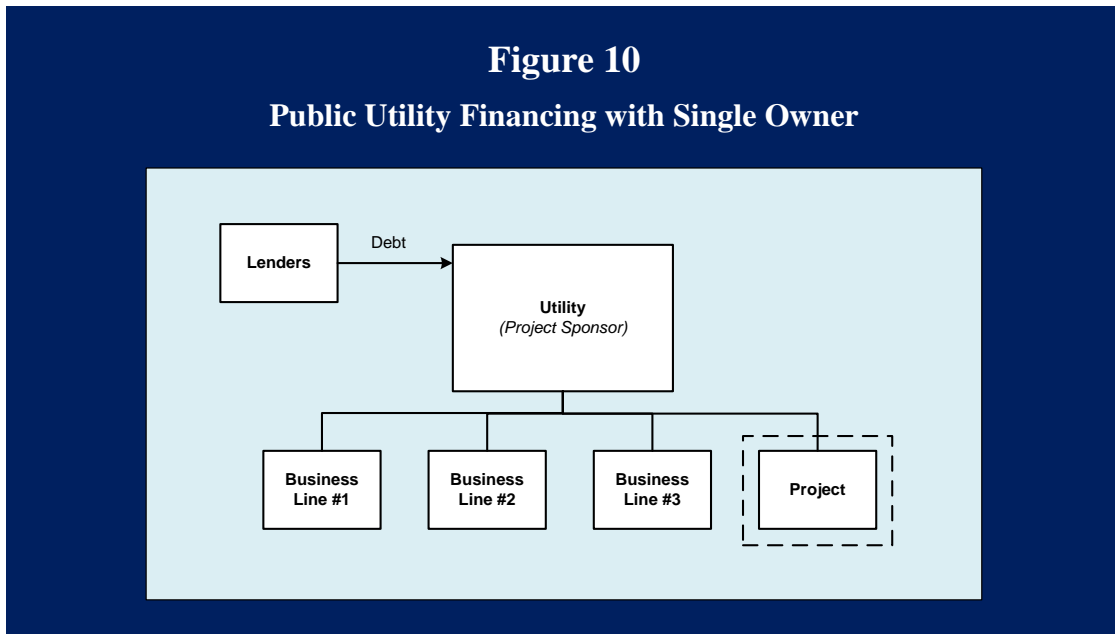 Figure 10
Public Utility Financing with Single Owner
Lenders
Debt
Utility
(Project Sponsor)
Business
Line #1
Business
Line #2
Business
Line #3
Project